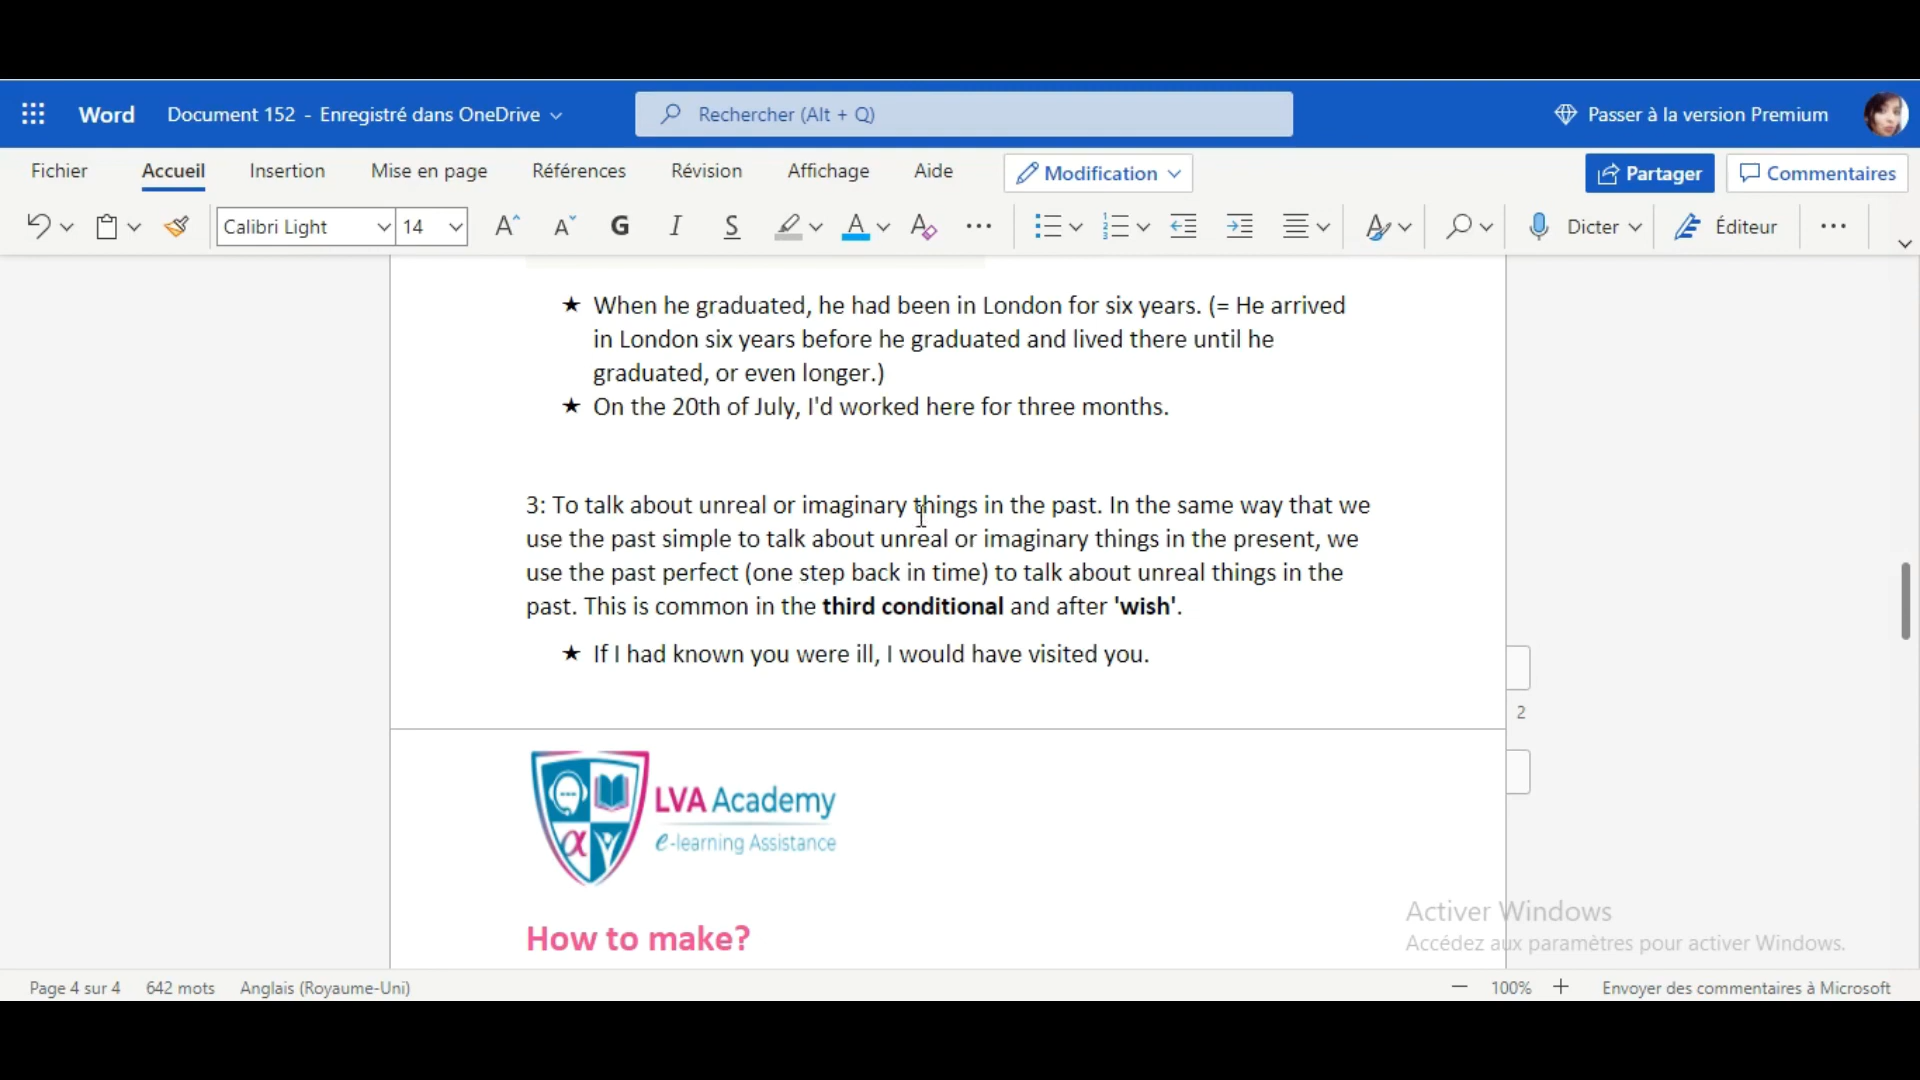 Word
Document 152 - Enregistré dans OneDrive
Rechercher (Alt + Q)
Passer à la version Premium
Fichier
Accueil
Insertion
Mise en page
Références
Révision
Affichage
Aide
Modification
Partager
Commentaires
Calibri Light
14
A
A
G
I
S
A
A
Dicter
Éditeur
★ When he graduated, he had been in London for six years. (= He arrived
in London six years before he graduated and lived there until he
graduated, or even longer.)
★ On the 20th of July, I'd worked here for three months.
3: To talk about unreal or imaginary things in the past. In the same way that we
use the past simple to talk about unreal or imaginary things in the present, we
use the past perfect (one step back in time) to talk about unreal things in the
past. This is common in the third conditional and after 'wish'.
★ If I had known you were ill, I would have visited you.
2
LVA Academy
e-learning Assistance
How to make?
Activer Windows
Accédez aux paramètres pour activer Windows.
Page 4 sur 4
642 mots
Anglais (Royaume-Uni)
100%
Envoyer des commentaires à Microsoft